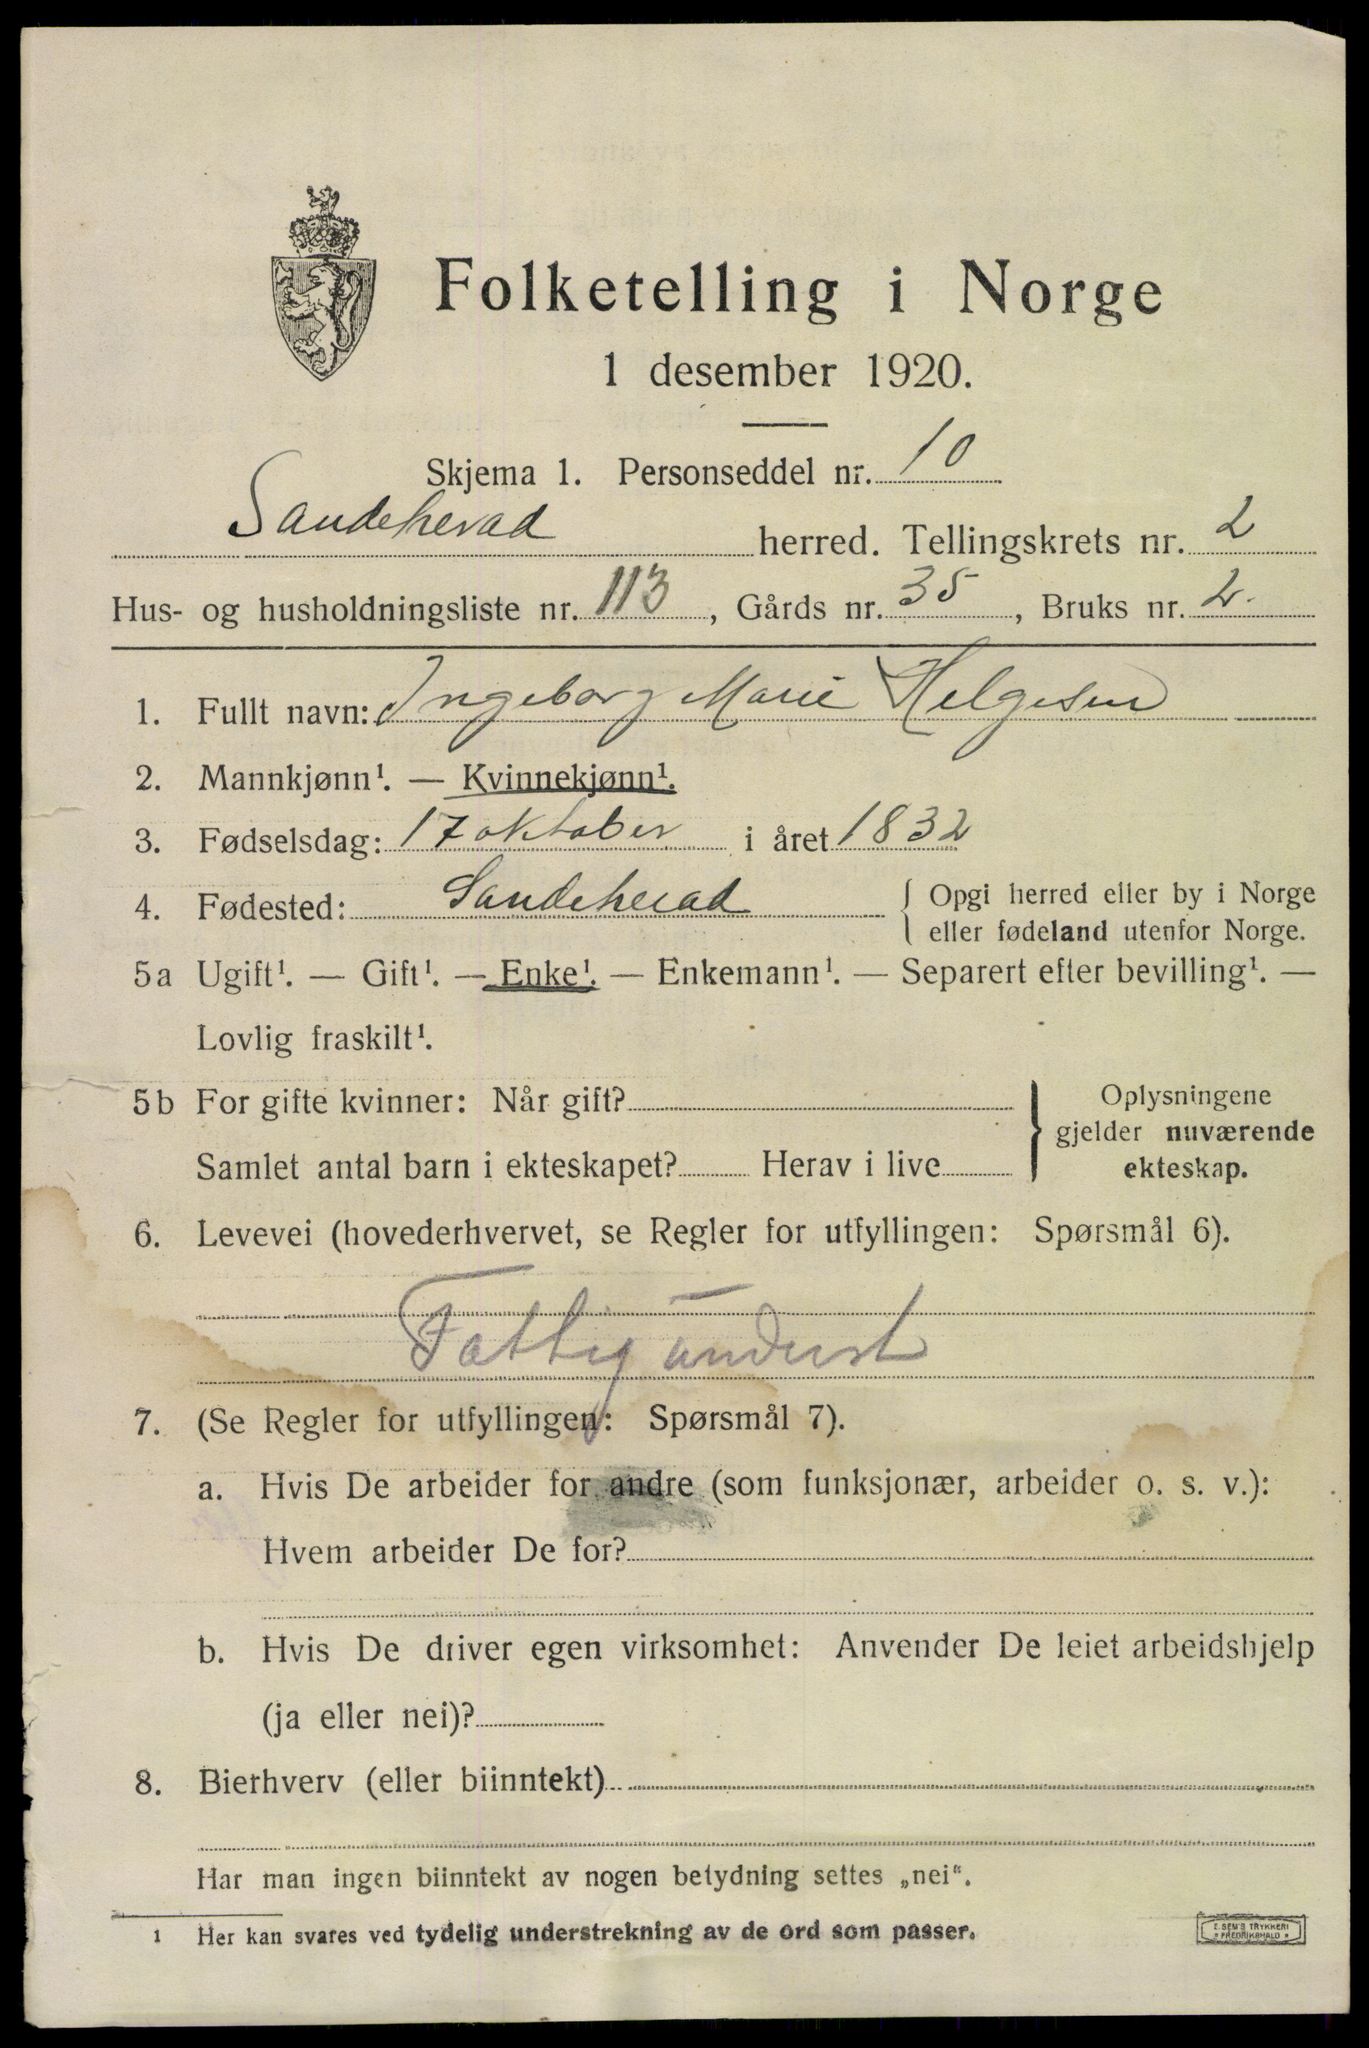 Folketelling i Norge
1 desember 1920.
Skjema 1. Personseddel nr. 10
Sandeherad herred. Tellingskrets nr. 2
Hus- og husholdningsliste nr. 113, Gårds nr. 35, Bruks nr. 2.
1. Fullt navn: Ingeborg Marie Helgesen
2. Mannkjønn¹. — Kvinnekjønn¹.
3. Fødselsdag: 17 oktober i året 1832
4. Fødested: Sandeherad { Opgi herred eller by i Norge
eller fødeland utenfor Norge.
5a Ugift¹. — Gift¹. — Enke¹. — Enkemann¹. — Separert efter bevilling¹. —
Lovlig fraskilt¹.
5b For gifte kvinner: Når gift?
Samlet antal barn i ekteskapet? Herav i live
} Oplysningene
gjelder nuværende
ekteskap.
6. Levevei (hovederhvervet, se Regler for utfyllingen: Spørsmål 6).
Fattigunderst
7. (Se Regler for utfyllingen: Spørsmål 7).
a. Hvis De arbeider for andre (som funksjonær, arbeider o. s. v.):
Hvem arbeider De for?
b. Hvis De driver egen virksomhet: Anvender De leiet arbeidshjelp
(ja eller nei)?
8. Bierhverv (eller biinntekt)
Har man ingen biinntekt av nogen betydning settes „nei“.
¹ Her kan svares ved tydelig understrekning av de ord som passer.
E. SEM'S TRYKKERI
* FREDRIKSHALD *